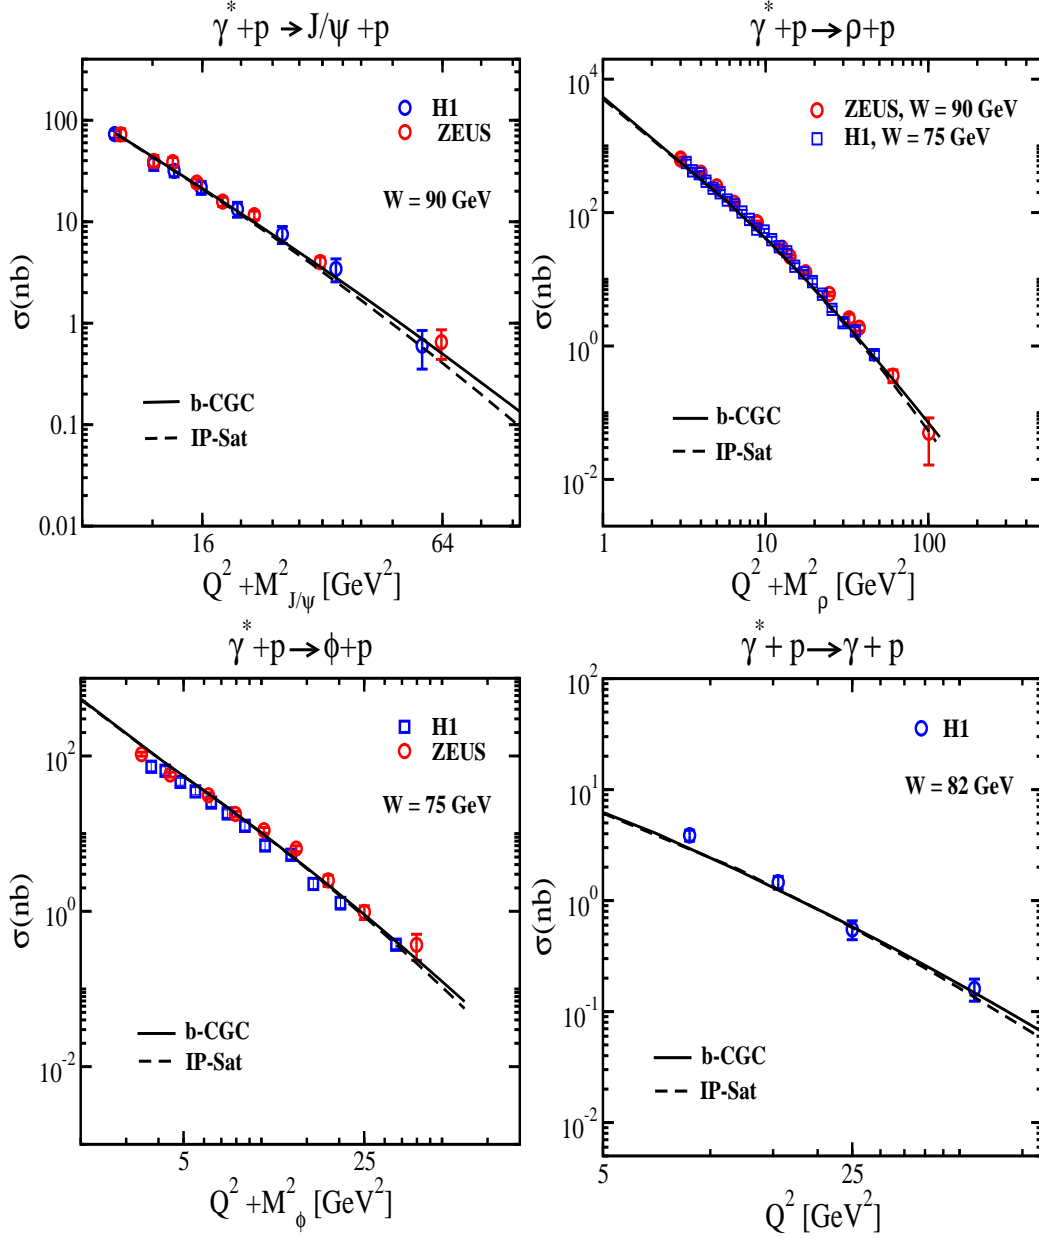 γ* +p → J/ψ +p
100
10
1
0.1
0.01
σ(nb)
H1
ZEUS
W = 90 GeV
b-CGC
IP-Sat
16
64
Q² +M²_J/ψ [GeV²]
γ* +p → ρ+p
10⁴
10²
10⁰
10⁻²
σ(nb)
ZEUS, W = 90 GeV
H1, W = 75 GeV
b-CGC
IP-Sat
1
10
100
Q² +M²_ρ [GeV²]
γ* +p → ϕ+p
10²
10⁰
10⁻²
σ(nb)
H1
ZEUS
W = 75 GeV
b-CGC
IP-Sat
5
25
Q² +M²_ϕ [GeV²]
γ* + p → γ + p
10²
10¹
10⁰
10⁻¹
10⁻²
σ(nb)
H1
W = 82 GeV
b-CGC
IP-Sat
5
25
Q² [GeV²]